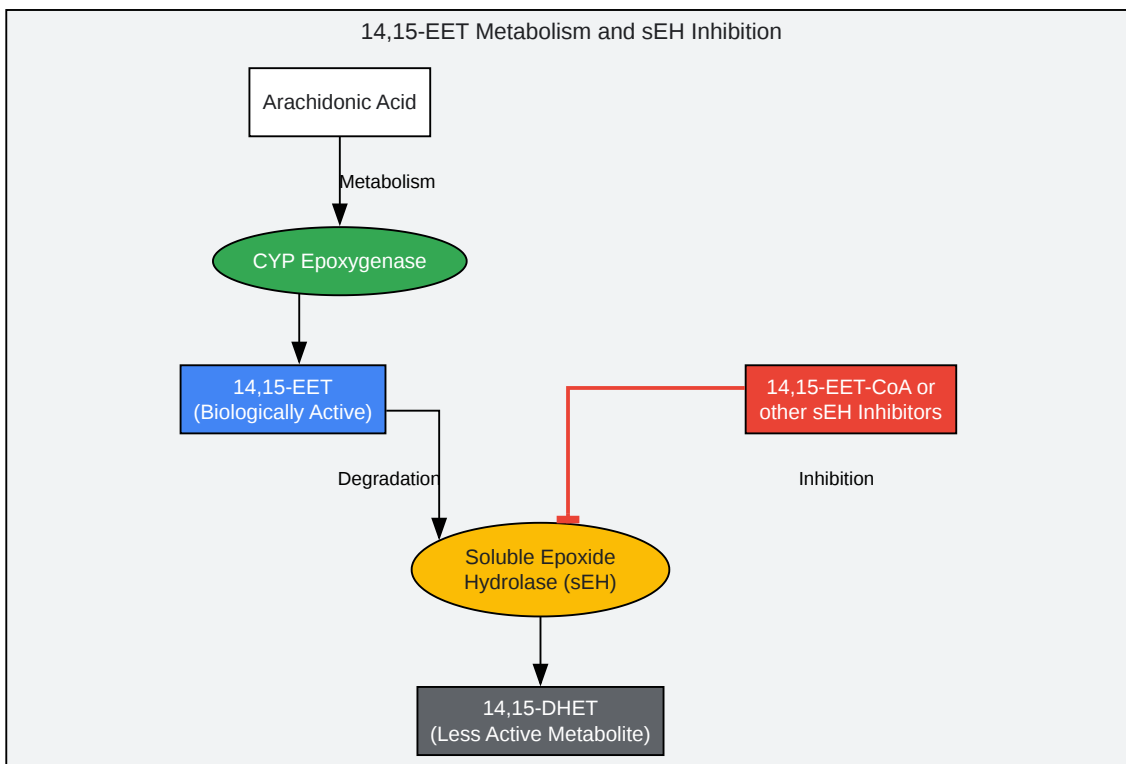 14,15-EET Metabolism and sEH Inhibition
Arachidonic Acid
Metabolism
CYP Epoxygenase
14,15-EET
(Biologically Active)
14,15-EET-CoA or
other sEH Inhibitors
Degradation
Inhibition
Soluble Epoxide
Hydrolase (sEH)
14,15-DHET
(Less Active Metabolite)